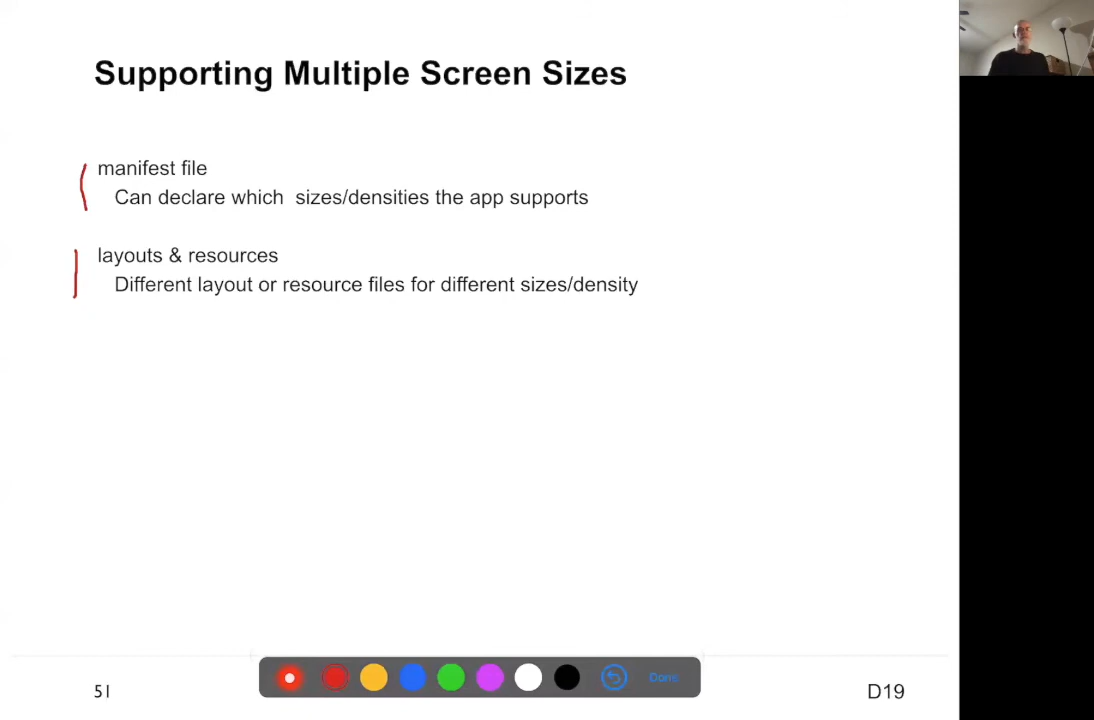 Supporting Multiple Screen Sizes
manifest file
Can declare which sizes/densities the app supports
layouts & resources
Different layout or resource files for different sizes/density
Done
51
D19